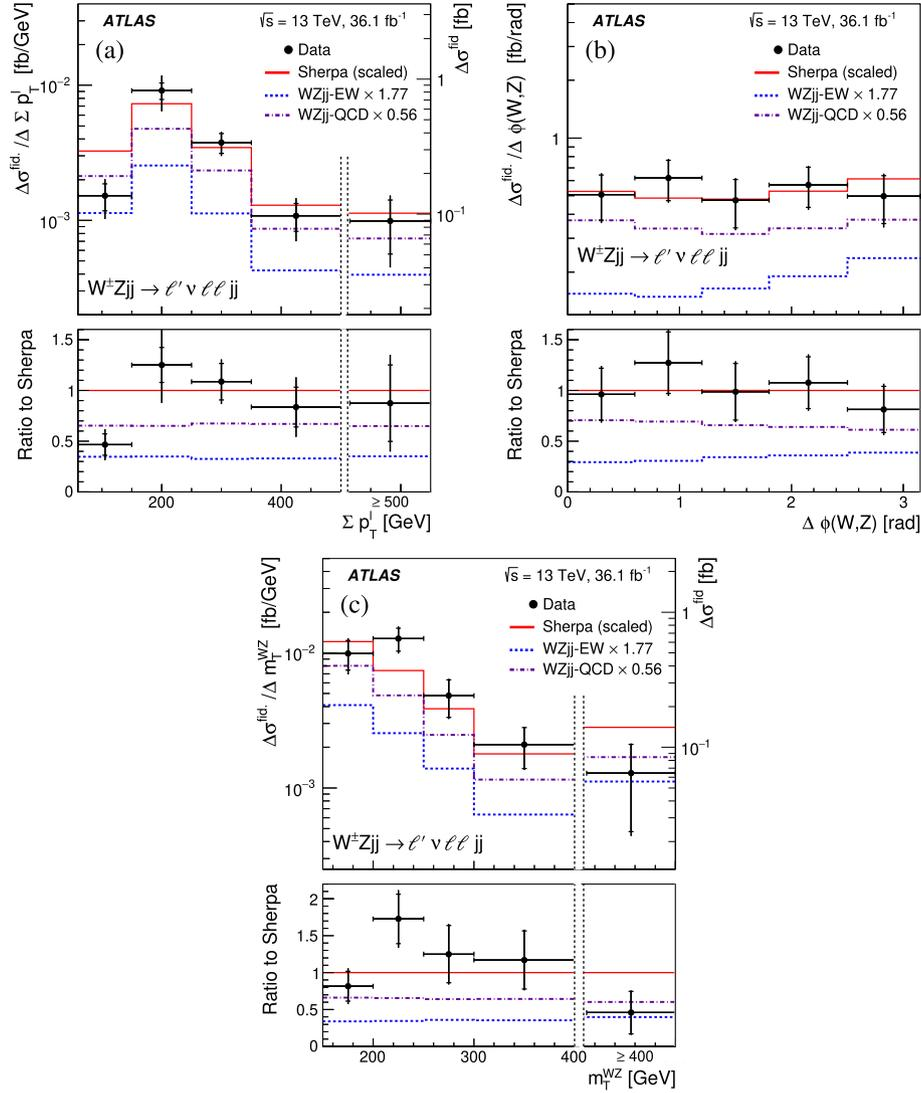 ATLAS
√s = 13 TeV, 36.1 fb⁻¹
(a)
Data
Sherpa (scaled)
WZjj-EW × 1.77
WZjj-QCD × 0.56
Δσ^fid. / Δ Σ p_T^l [fb/GeV]
Δσ^fid [fb]
10⁻²
10⁻³
1
10⁻¹
W±Zjj → ℓ′ ν ℓℓ jj
Ratio to Sherpa
1.5
1
0.5
0
200
400
≥ 500
Σ p_T^l [GeV]
ATLAS
√s = 13 TeV, 36.1 fb⁻¹
(b)
Data
Sherpa (scaled)
WZjj-EW × 1.77
WZjj-QCD × 0.56
Δσ^fid. / Δ φ(W,Z) [fb/rad]
1
W±Zjj → ℓ′ ν ℓℓ jj
Ratio to Sherpa
1.5
1
0.5
0
0
1
2
3
Δ φ(W,Z) [rad]
ATLAS
√s = 13 TeV, 36.1 fb⁻¹
(c)
Data
Sherpa (scaled)
WZjj-EW × 1.77
WZjj-QCD × 0.56
Δσ^fid. / Δ m_T^WZ [fb/GeV]
Δσ^fid [fb]
10⁻²
10⁻³
1
10⁻¹
W±Zjj → ℓ′ ν ℓℓ jj
Ratio to Sherpa
2
1.5
1
0.5
0
200
300
400
≥ 400
m_T^WZ [GeV]